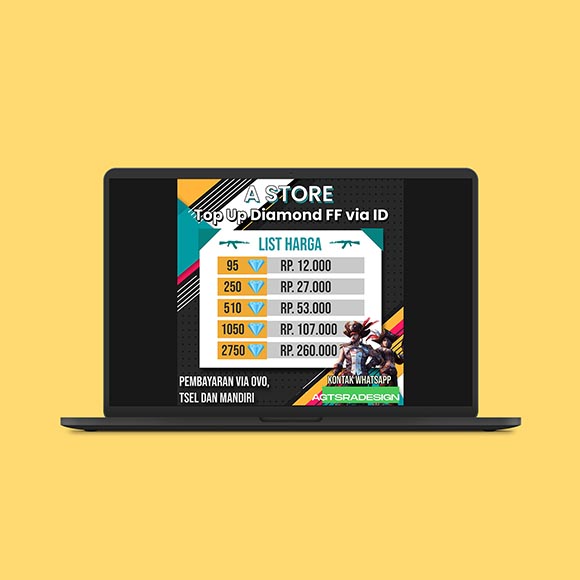 A STORE
Top Up Diamond FF via ID
LIST HARGA
95 RP. 12.000
250 RP. 27.000
510 RP. 53.000
1050 RP. 107.000
2750 RP. 260.000
PEMBAYARAN VIA OVO,
TSEL DAN MANDIRI
KONTAK WHATSAPP
AGTSRADESIGN